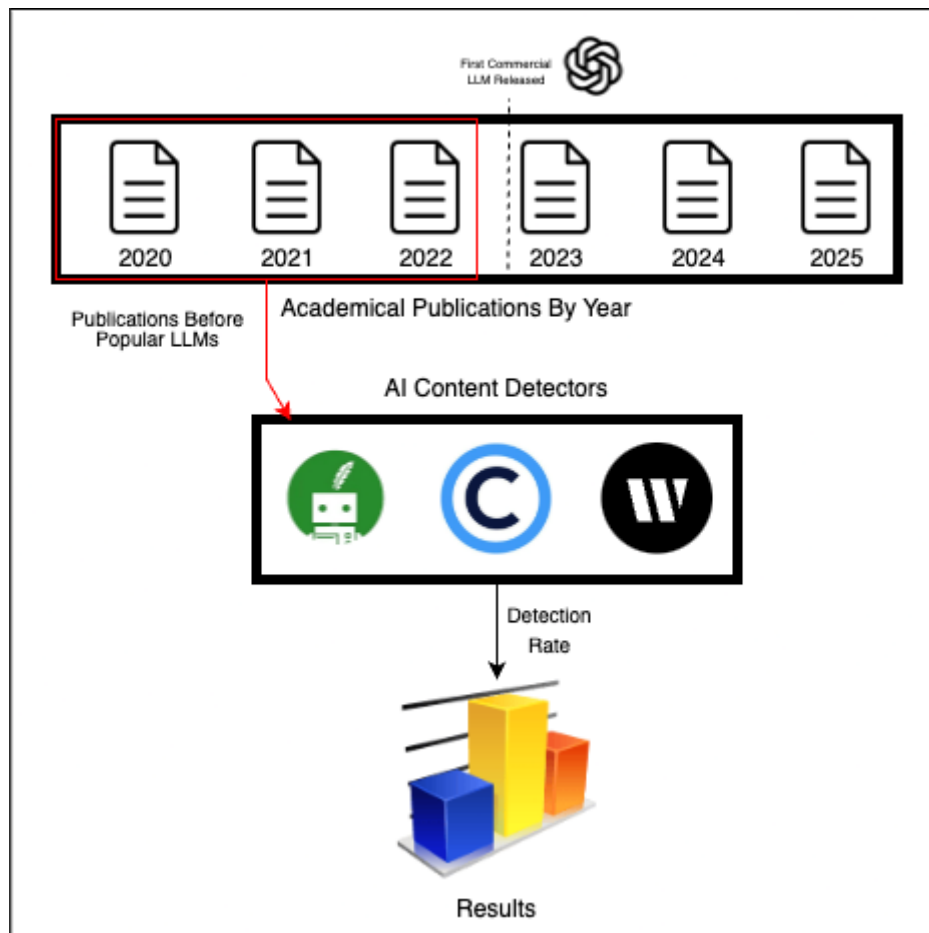 First Commercial
LLM Released
2020
2021
2022
2023
2024
2025
Publications Before
Popular LLMs
Academical Publications By Year
AI Content Detectors
C
W
Detection
Rate
Results